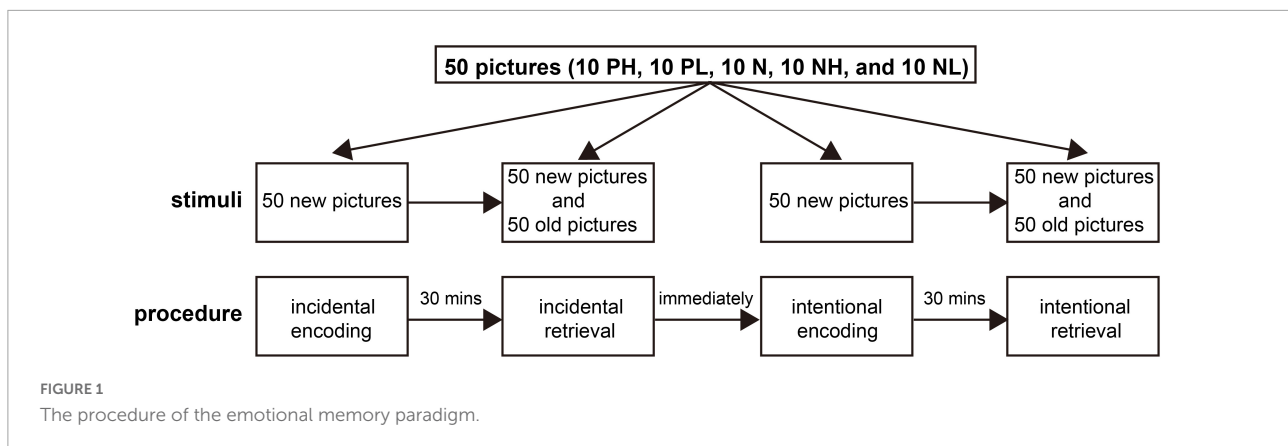 50 pictures (10 PH, 10 PL, 10 N, 10 NH, and 10 NL)
stimuli
50 new pictures
50 new pictures
and
50 old pictures
50 new pictures
50 new pictures
and
50 old pictures
procedure
incidental
encoding
30 mins
incidental
retrieval
immediately
intentional
encoding
30 mins
intentional
retrieval
FIGURE 1
The procedure of the emotional memory paradigm.